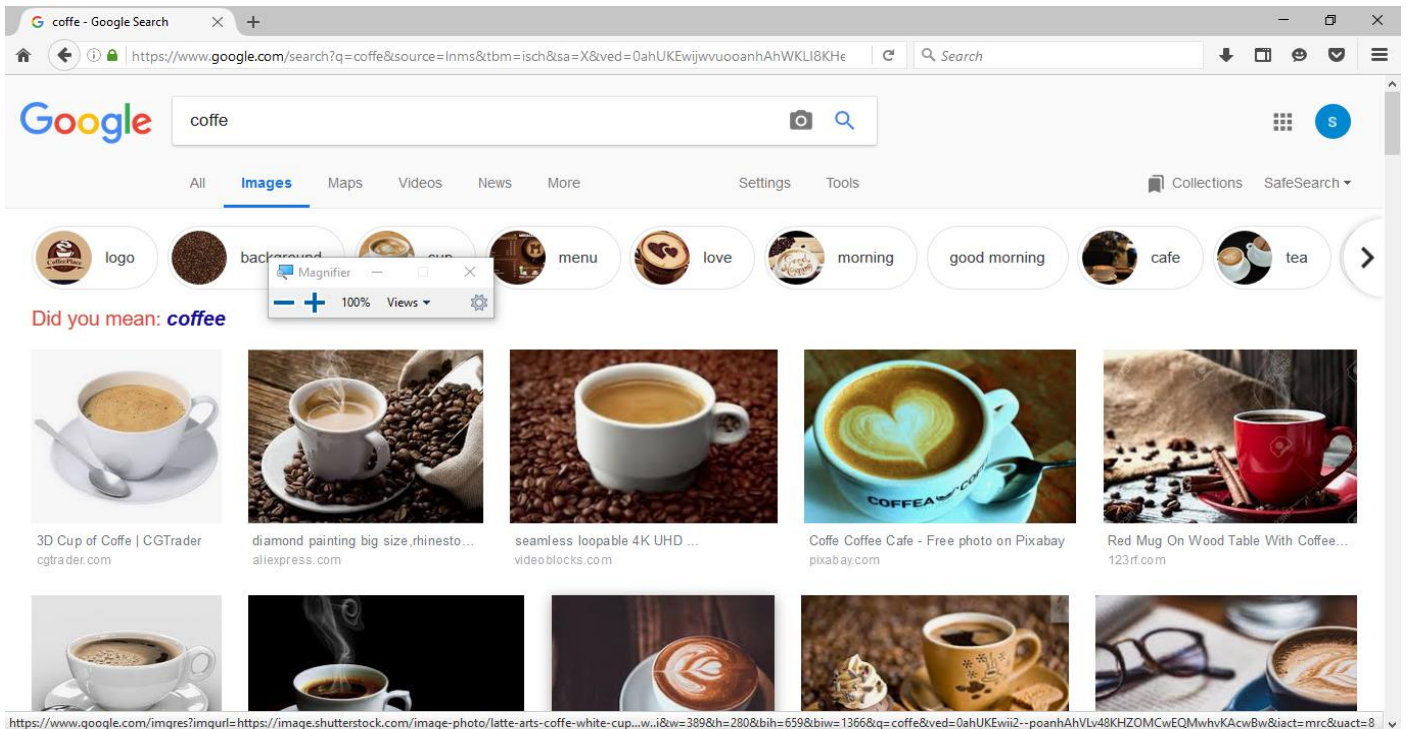 coffe - Google Search
https://www.google.com/search?q=coffe&source=lnms&tbm=isch&sa=X&ved=0ahUKEwijwvuooanhAhWKLI8KHe
Search
Google
coffe
S
All Images Maps Videos News More Settings Tools Collections SafeSearch
logo background cup menu love morning good morning cafe tea
Magnifier
100% Views
Did you mean: coffee
COFFEA
3D Cup of Coffe | CGTrader
cgtrader.com
diamond painting big size,rhinesto...
aliexpress.com
seamless loopable 4K UHD ...
videoblocks.com
Coffe Coffee Cafe - Free photo on Pixabay
pixabay.com
Red Mug On Wood Table With Coffee...
123rf.com
https://www.google.com/imgres?imgurl=https://image.shutterstock.com/image-photo/latte-arts-coffe-white-cup...w..i&w=389&h=280&bih=659&biw=1366&q=coffe&ved=0ahUKEwii2--poanhAhVLv48KHZOMCwEQMwhvKAcwBw&iact=mrc&uact=8